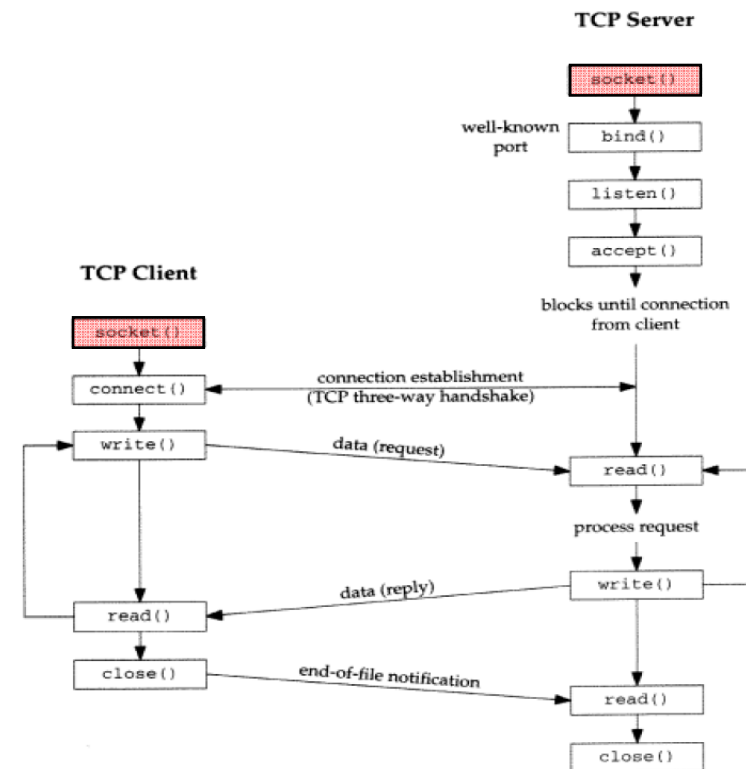 TCP Server
socket()
well-known
port
bind()
listen()
accept()
blocks until connection
from client
TCP Client
socket()
connect()
connection establishment
(TCP three-way handshake)
write()
data (request)
read()
process request
write()
data (reply)
read()
close()
end-of-file notification
read()
close()